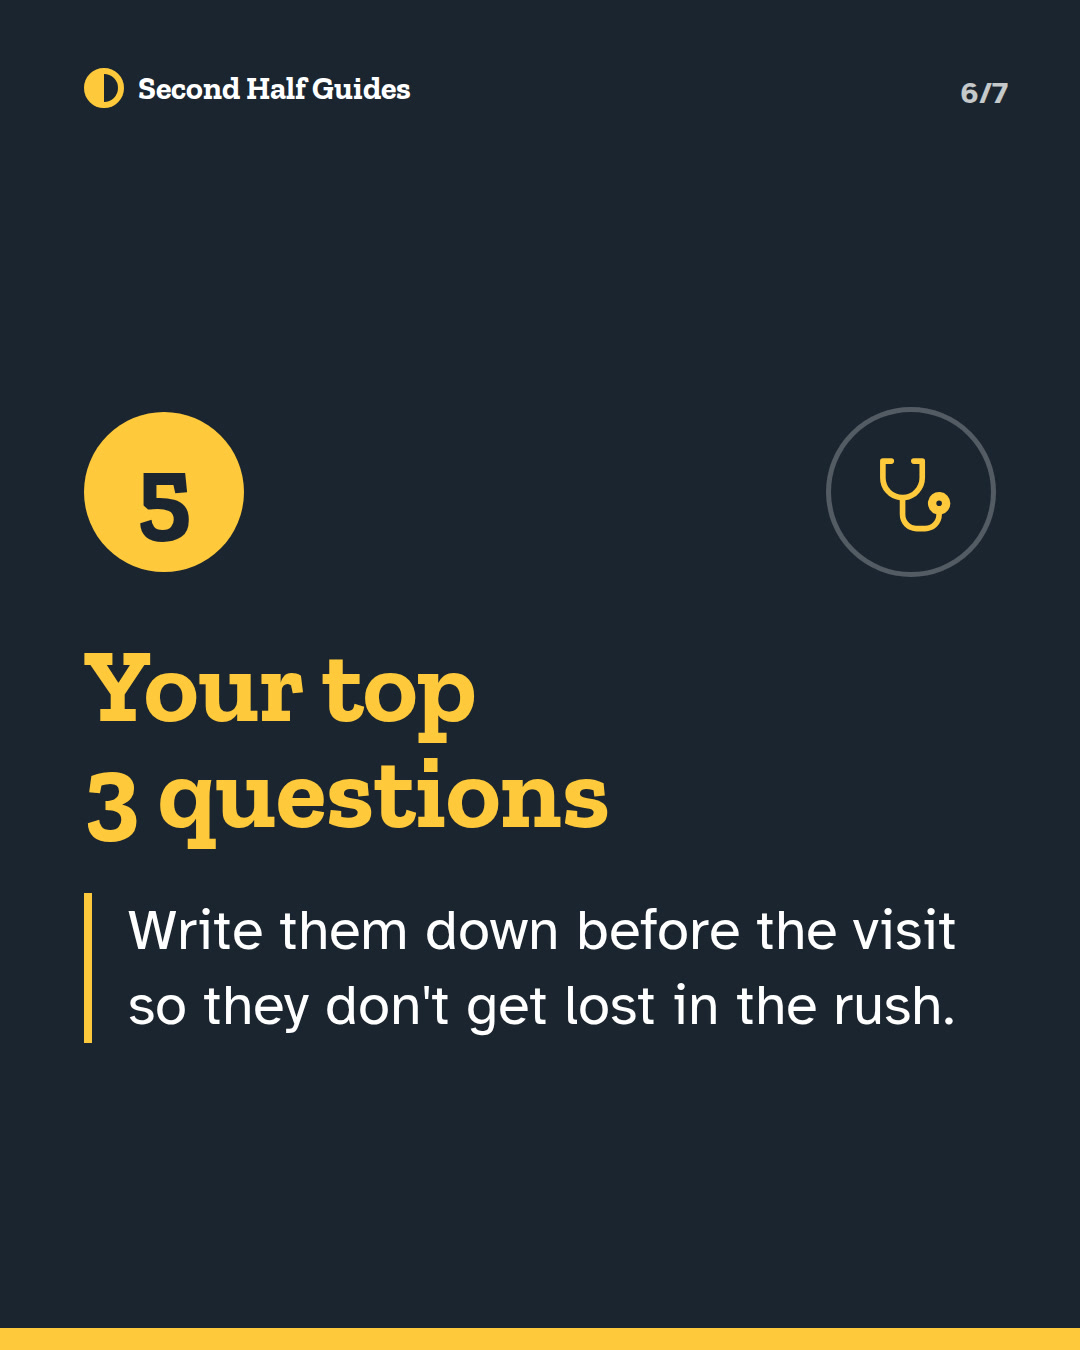 Second Half Guides
6/7
5
Your top
3 questions
Write them down before the visit
so they don't get lost in the rush.